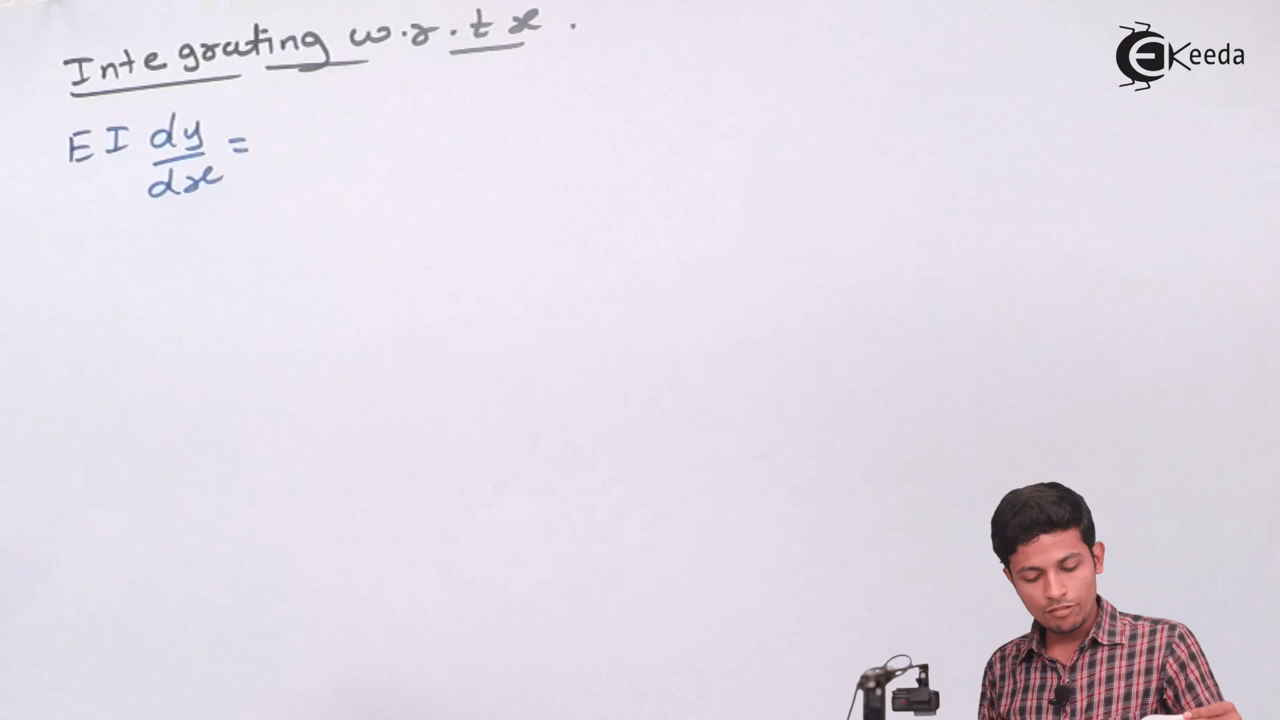 Integrating w.r.t x.
EKeeda
EI dy/dx =